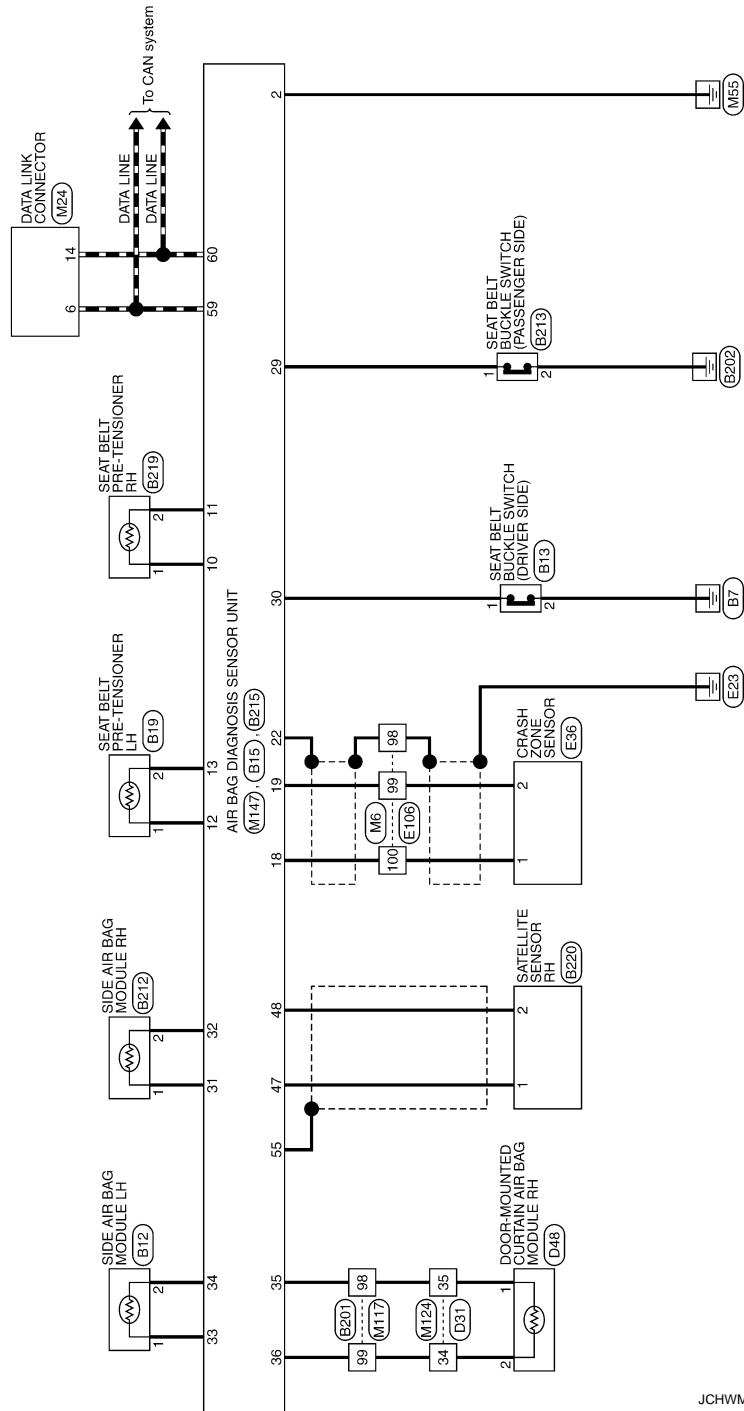 SIDE AIR BAG
MODULE LH
B12
1
2
33
34
SIDE AIR BAG
MODULE RH
B212
1
2
31
32
SEAT BELT
PRE-TENSIONER
LH
B19
1
2
12
13
SEAT BELT
PRE-TENSIONER
RH
B219
1
2
10
11
DATA LINK
CONNECTOR
M24
6
14
DATA LINE
DATA LINE
To CAN system
59
60
AIR BAG DIAGNOSIS SENSOR UNIT
M147 , B15 , B215
36
35
55
47
48
18
19
22
30
29
2
99
98
B201
M117
34
35
M124
D31
2
1
DOOR-MOUNTED
CURTAIN AIR BAG
MODULE RH
D48
1
2
SATELLITE
SENSOR
RH
B220
100
99
98
M6
E106
1
2
CRASH
ZONE
SENSOR
E36
E23
SEAT BELT
BUCKLE SWITCH
(DRIVER SIDE)
B13
1
2
B7
SEAT BELT
BUCKLE SWITCH
(PASSENGER SIDE)
B213
1
2
B202
M55
JCHWM